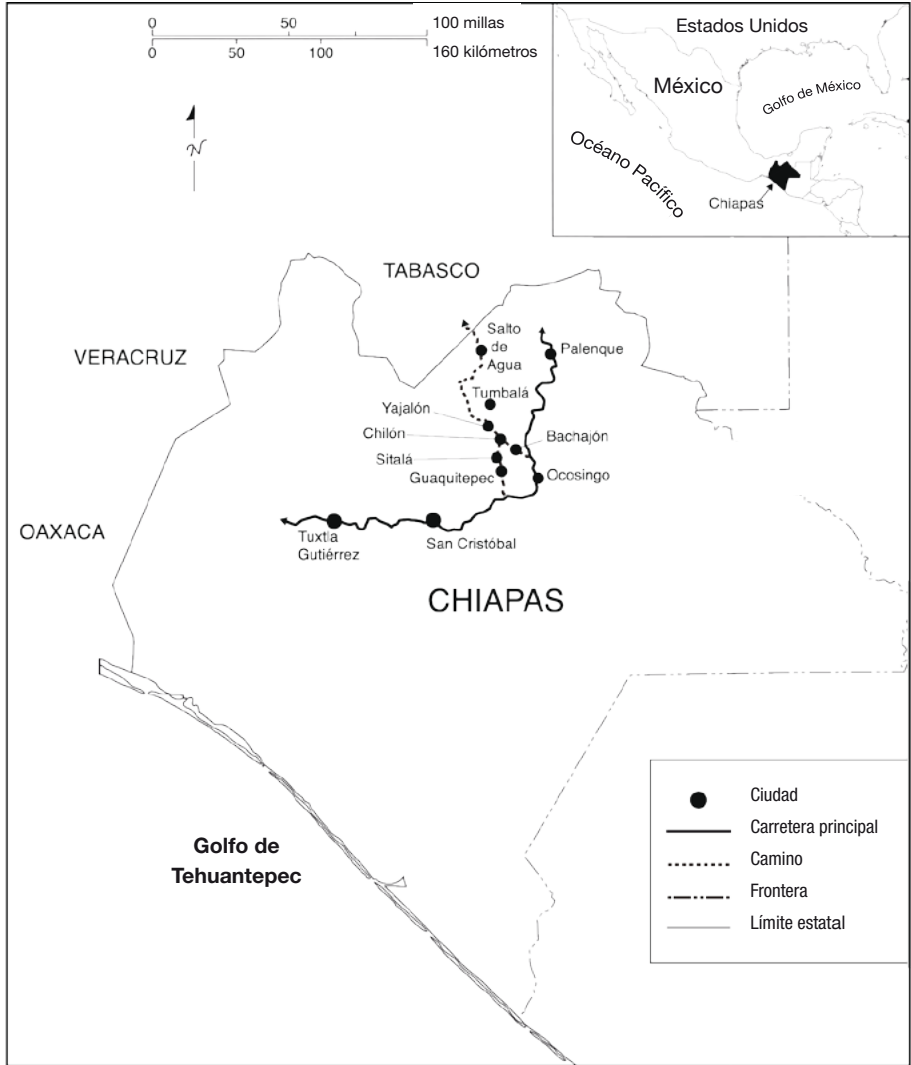 0 50 100 millas
0 50 100 160 kilómetros
N
Estados Unidos
México
Golfo de México
Océano Pacífico
Chiapas
TABASCO
VERACRUZ
OAXACA
Salto
de
Agua
Palenque
Tumbalá
Yajalón
Chilón
Bachajón
Sitalá
Guaquitepec
Ocosingo
Tuxtla
Gutiérrez
San Cristóbal
CHIAPAS
Golfo de
Tehuantepec
Ciudad
Carretera principal
Camino
Frontera
Límite estatal